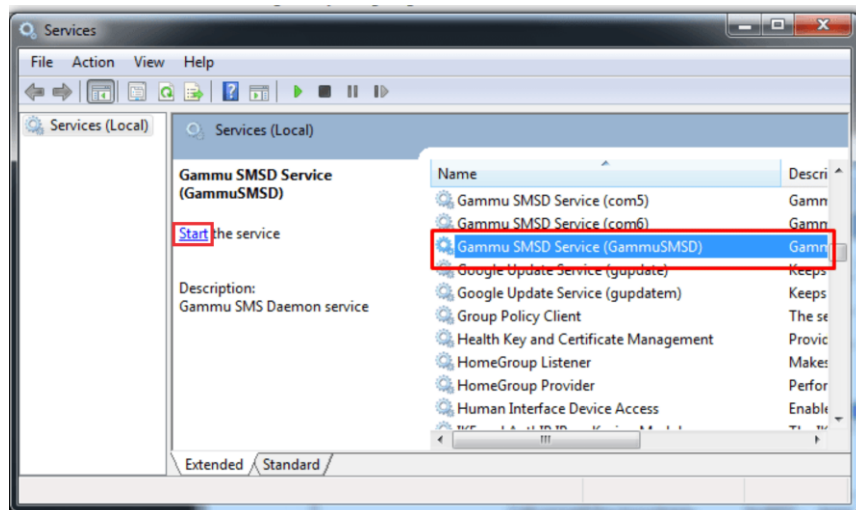 Services
File Action View Help
Services (Local)
Services (Local)
Gammu SMSD Service
(GammuSMSD)
Start the service
Description:
Gammu SMS Daemon service
Name Descri
Gammu SMSD Service (com5) Gamm
Gammu SMSD Service (com6) Gamm
Gammu SMSD Service (GammuSMSD) Gamm
Google Update Service (gupdate) Keeps
Google Update Service (gupdatem) Keeps
Group Policy Client The se
Health Key and Certificate Management Provic
HomeGroup Listener Makes
HomeGroup Provider Perfor
Human Interface Device Access Enable
Extended Standard